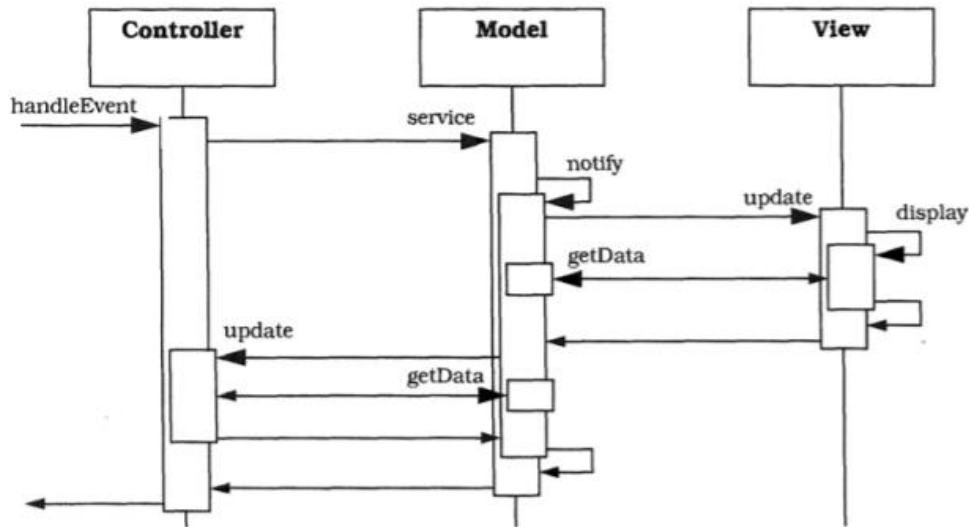 Controller
Model
View
handleEvent
service
notify
update
display
getData
update
getData